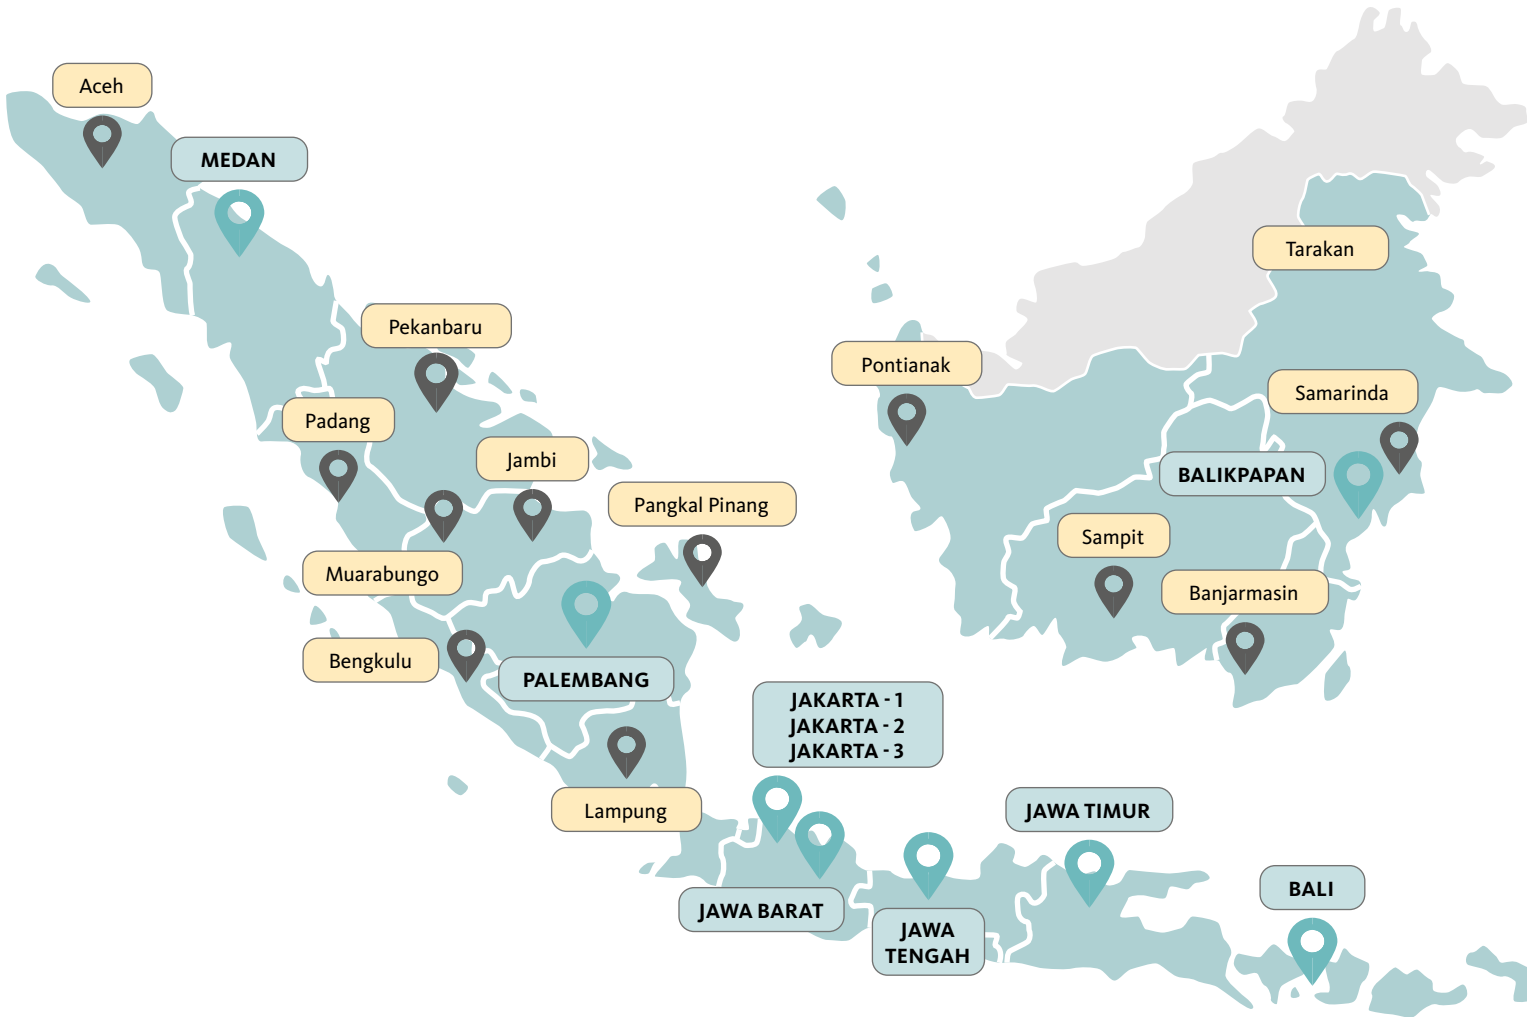 Aceh
MEDAN
Tarakan
Pekanbaru
Pontianak
Samarinda
Padang
Jambi
BALIKPAPAN
Pangkal Pinang
Sampit
Muarabungo
Banjarmasin
Bengkulu
PALEMBANG
JAKARTA - 1
JAKARTA - 2
JAKARTA - 3
Lampung
JAWA TIMUR
BALI
JAWA BARAT
JAWA
TENGAH